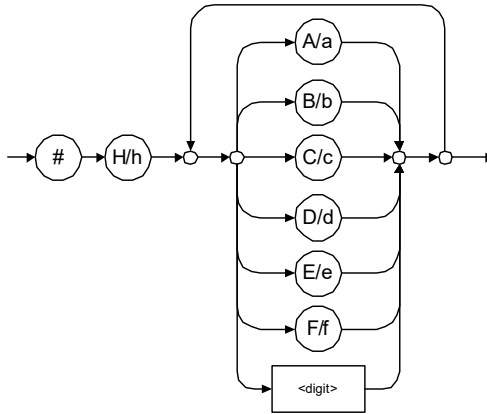 A/a
B/b
# H/h C/c
D/d
E/e
F/f
<digit>